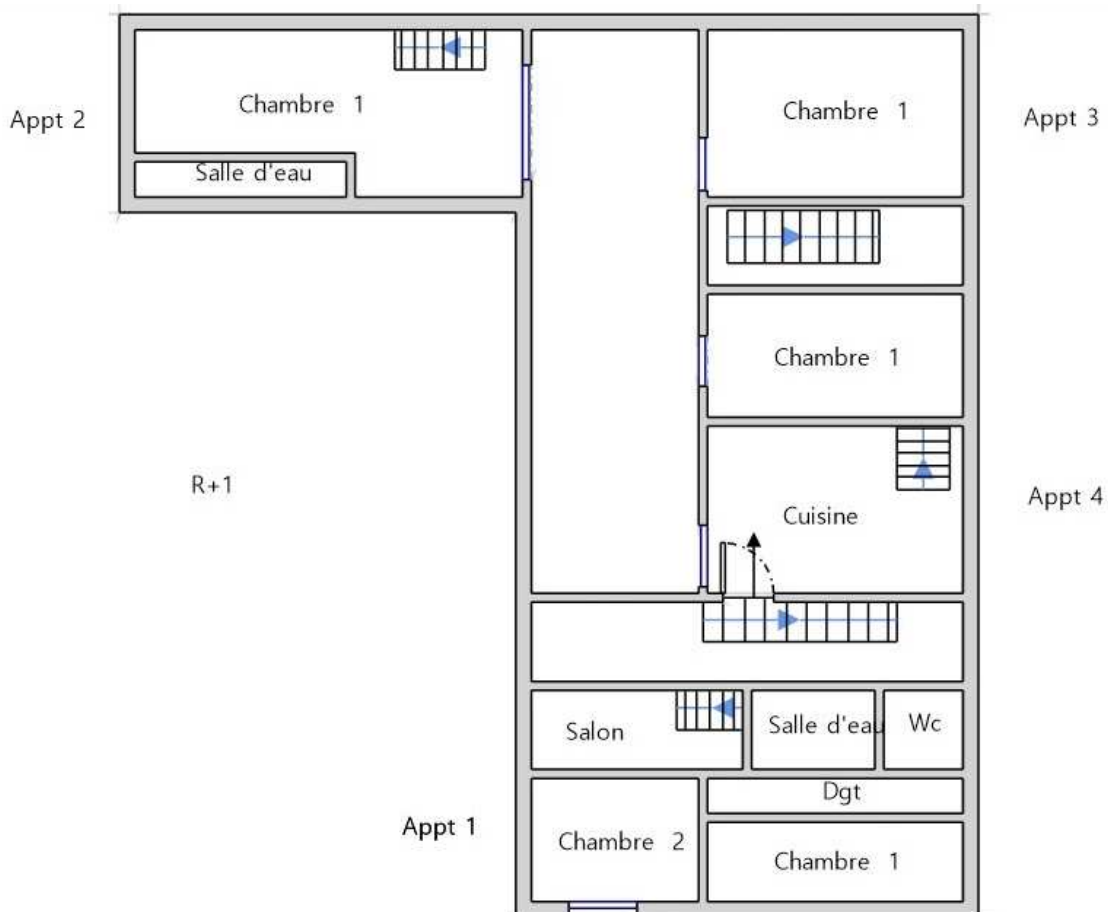 Chambre 1
Chambre 1
Appt 2
Appt 3
Salle d'eau
Chambre 1
R+1
Appt 4
Cuisine
Salon
Salle d'eau
Wc
Dgt
Appt 1
Chambre 2
Chambre 1